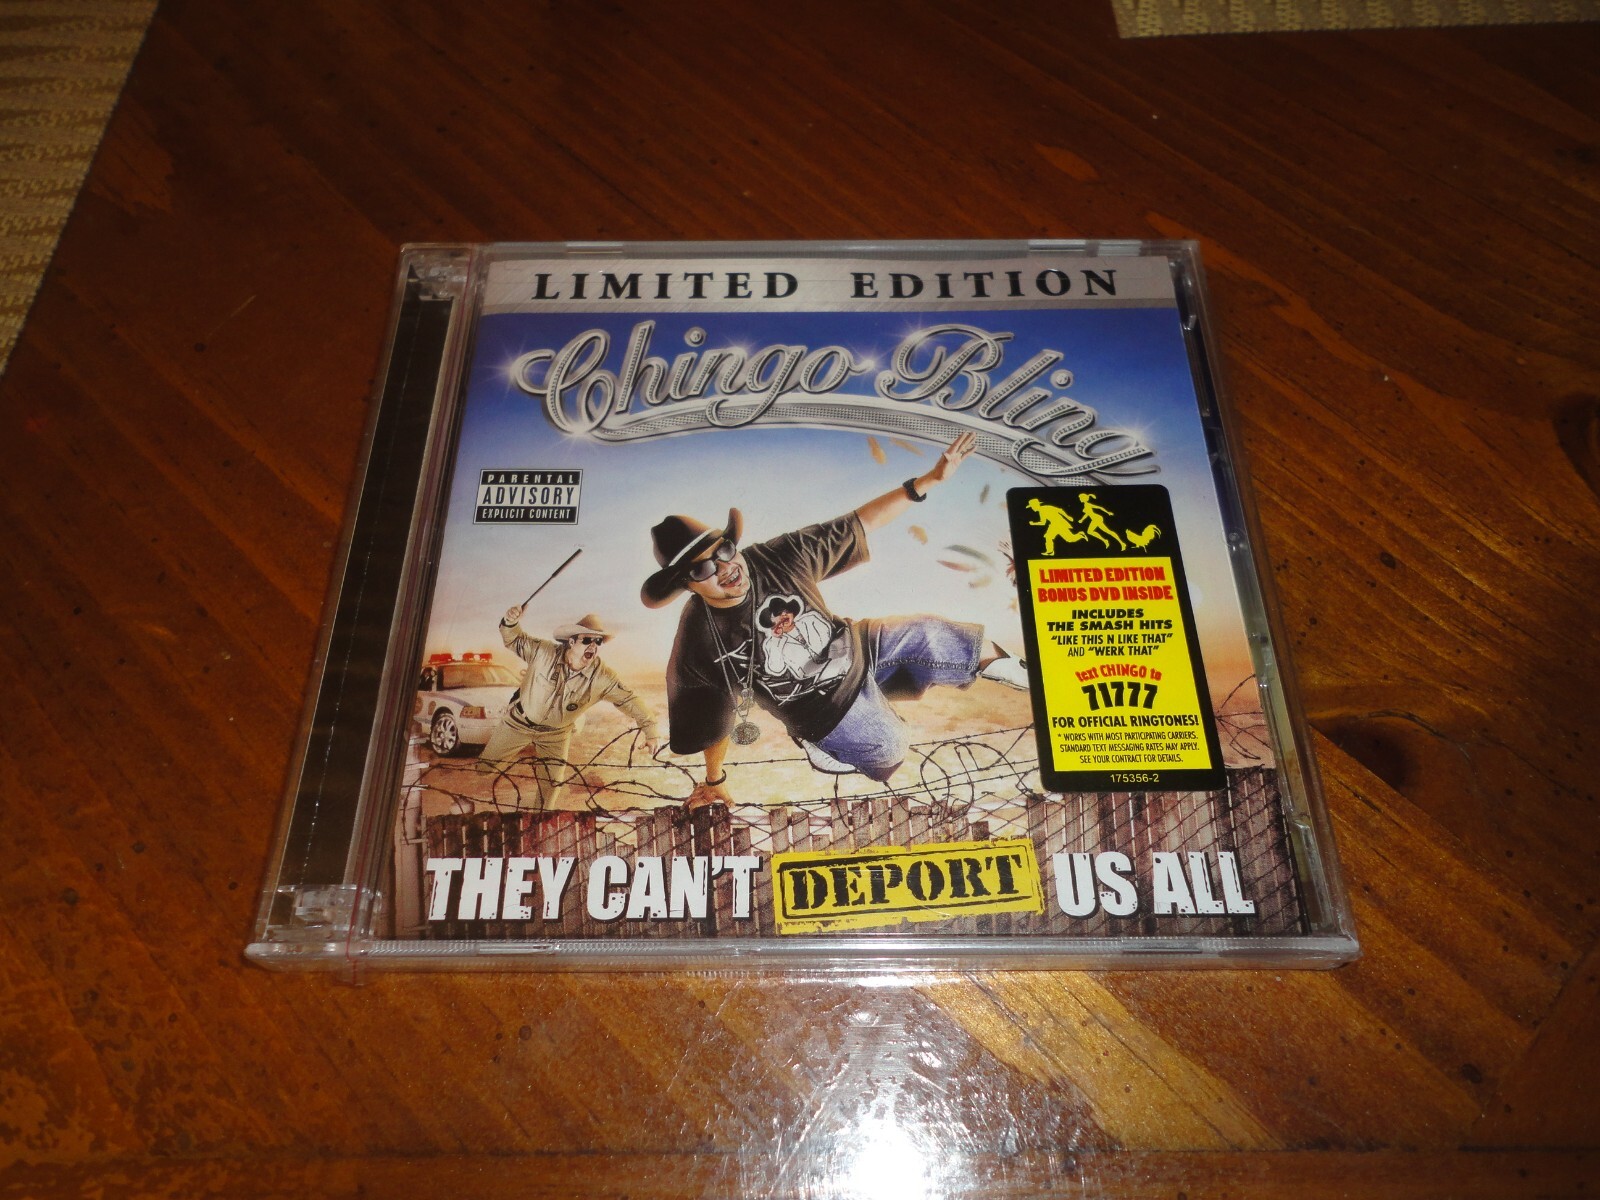 LIMITED EDITION
Chingo Bling
PARENTAL
ADVISORY
EXPLICIT CONTENT
LIMITED EDITION
BONUS DVD INSIDE
INCLUDES
THE SMASH HITS
"LIKE THIS N LIKE THAT"
AND "WERK THAT"
text CHINGO to
71777
FOR OFFICIAL RINGTONES!
* WORKS WITH MOST PARTICIPATING CARRIERS.
STANDARD TEXT MESSAGING RATES MAY APPLY.
SEE YOUR CONTRACT FOR DETAILS.
175356-2
THEY CAN'T DEPORT US ALL